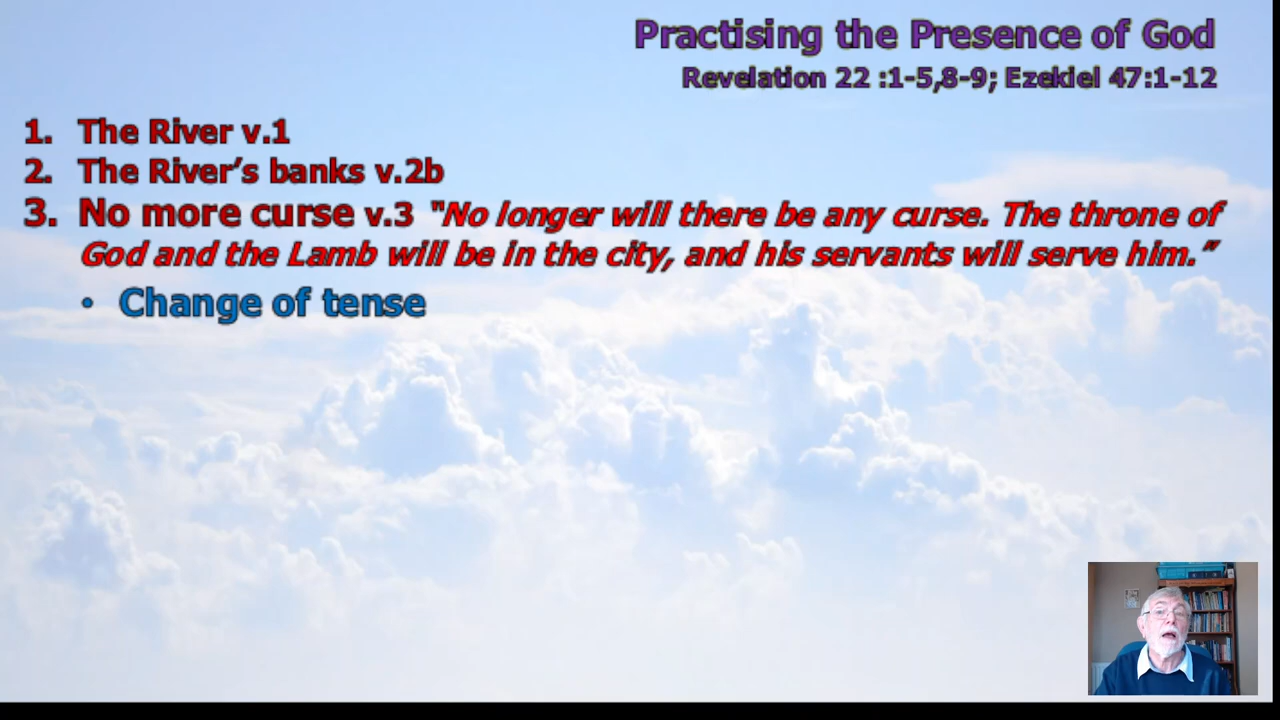 Practising the Presence of God
Revelation 22 :1-5,8-9; Ezekiel 47:1-12
1. The River v.1
2. The River’s banks v.2b
3. No more curse v.3 “No longer will there be any curse. The throne of
God and the Lamb will be in the city, and his servants will serve him.”
• Change of tense